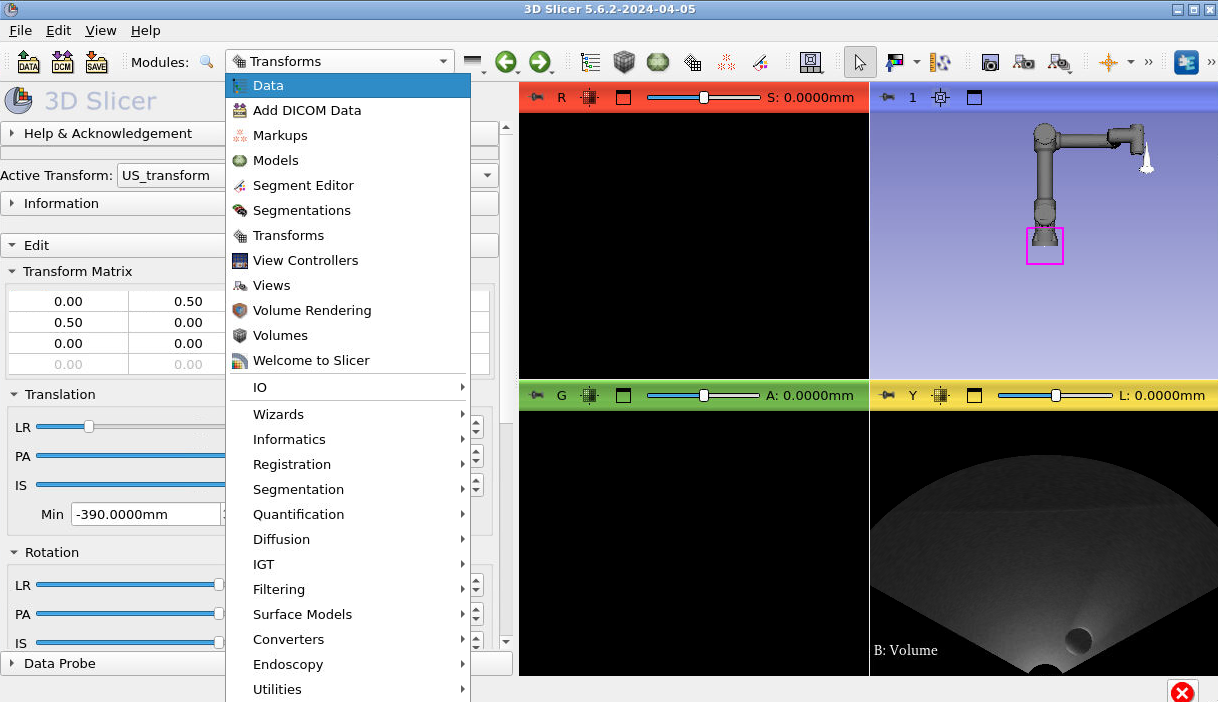 3D Slicer 5.6.2-2024-04-05
File Edit View Help
DATA DCM SAVE Modules: Transforms
3D Slicer
Help & Acknowledgement
Active Transform: US_transform
Information
Edit
Transform Matrix
0.00 0.50
0.50 0.00
0.00 0.00
0.00 0.00
Translation
LR
PA
IS
Min -390.0000mm
Rotation
LR
PA
IS
Data Probe
Data
Add DICOM Data
Markups
Models
Segment Editor
Segmentations
Transforms
View Controllers
Views
Volume Rendering
Volumes
Welcome to Slicer
IO
Wizards
Informatics
Registration
Segmentation
Quantification
Diffusion
IGT
Filtering
Surface Models
Converters
Endoscopy
Utilities
R S: 0.0000mm
1
G A: 0.0000mm
Y L: 0.0000mm
B: Volume